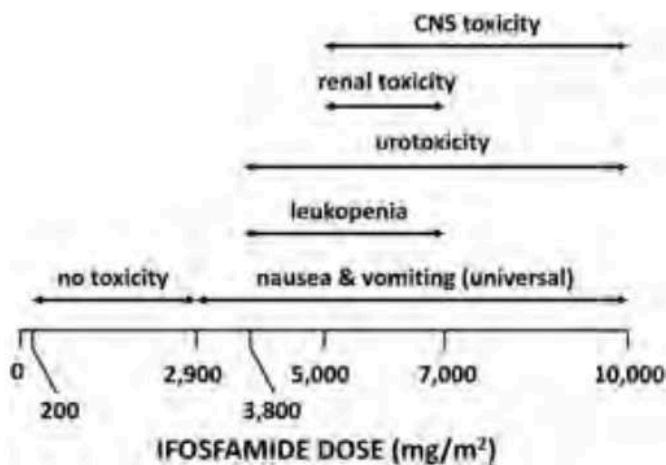 CNS toxicity
renal toxicity
urotoxicity
leukopenia
no toxicity nausea & vomiting (universal)
0 2,900 5,000 7,000 10,000
200 3,800
IFOSFAMIDE DOSE (mg/m²)